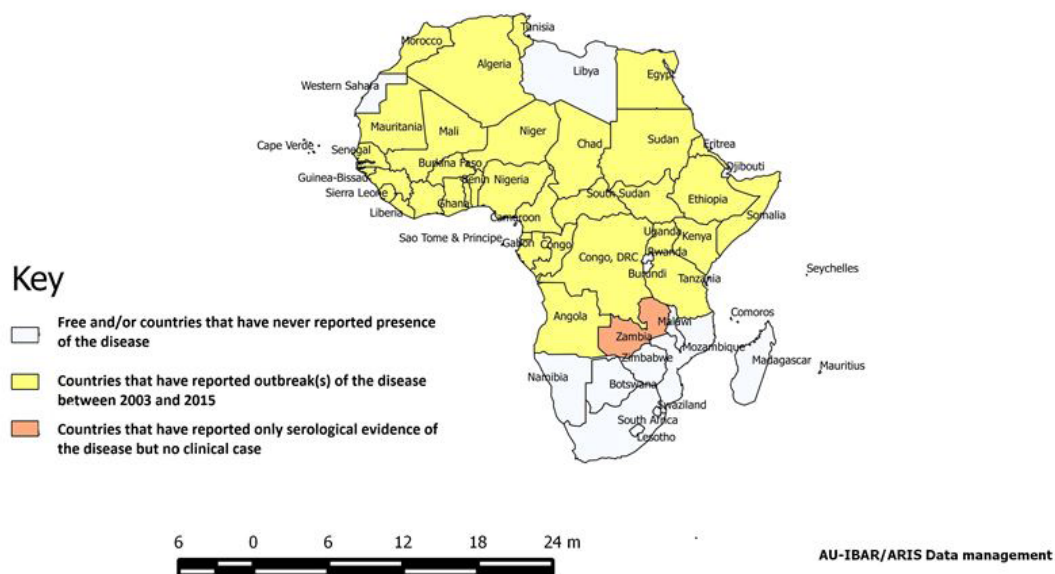 Tunisia
Morocco
Algeria
Libya
Egypt
Western Sahara
Mauritania
Mali
Niger
Chad
Sudan
Eritrea
Cape Verde
Senegal
Burkina Faso
Djibouti
Guinea-Bissau
Benin
Nigeria
Sierra Leone
South Sudan
Ethiopia
Ghana
Liberia
Somalia
Cameroon
Uganda
Kenya
Sao Tome & Principe
Gabon
Congo
Rwanda
Congo, DRC
Seychelles
Burundi
Tanzania
Key
Comoros
Free and/or countries that have never reported presence
of the disease
Angola
Malawi
Zambia
Mozambique
Zimbabwe
Madagascar
Mauritius
Namibia
Botswana
Countries that have reported outbreak(s) of the disease
between 2003 and 2015
Swaziland
South Africa
Lesotho
Countries that have reported only serological evidence of
the disease but no clinical case
6 0 6 12 18 24 m
AU-IBAR/ARIS Data management